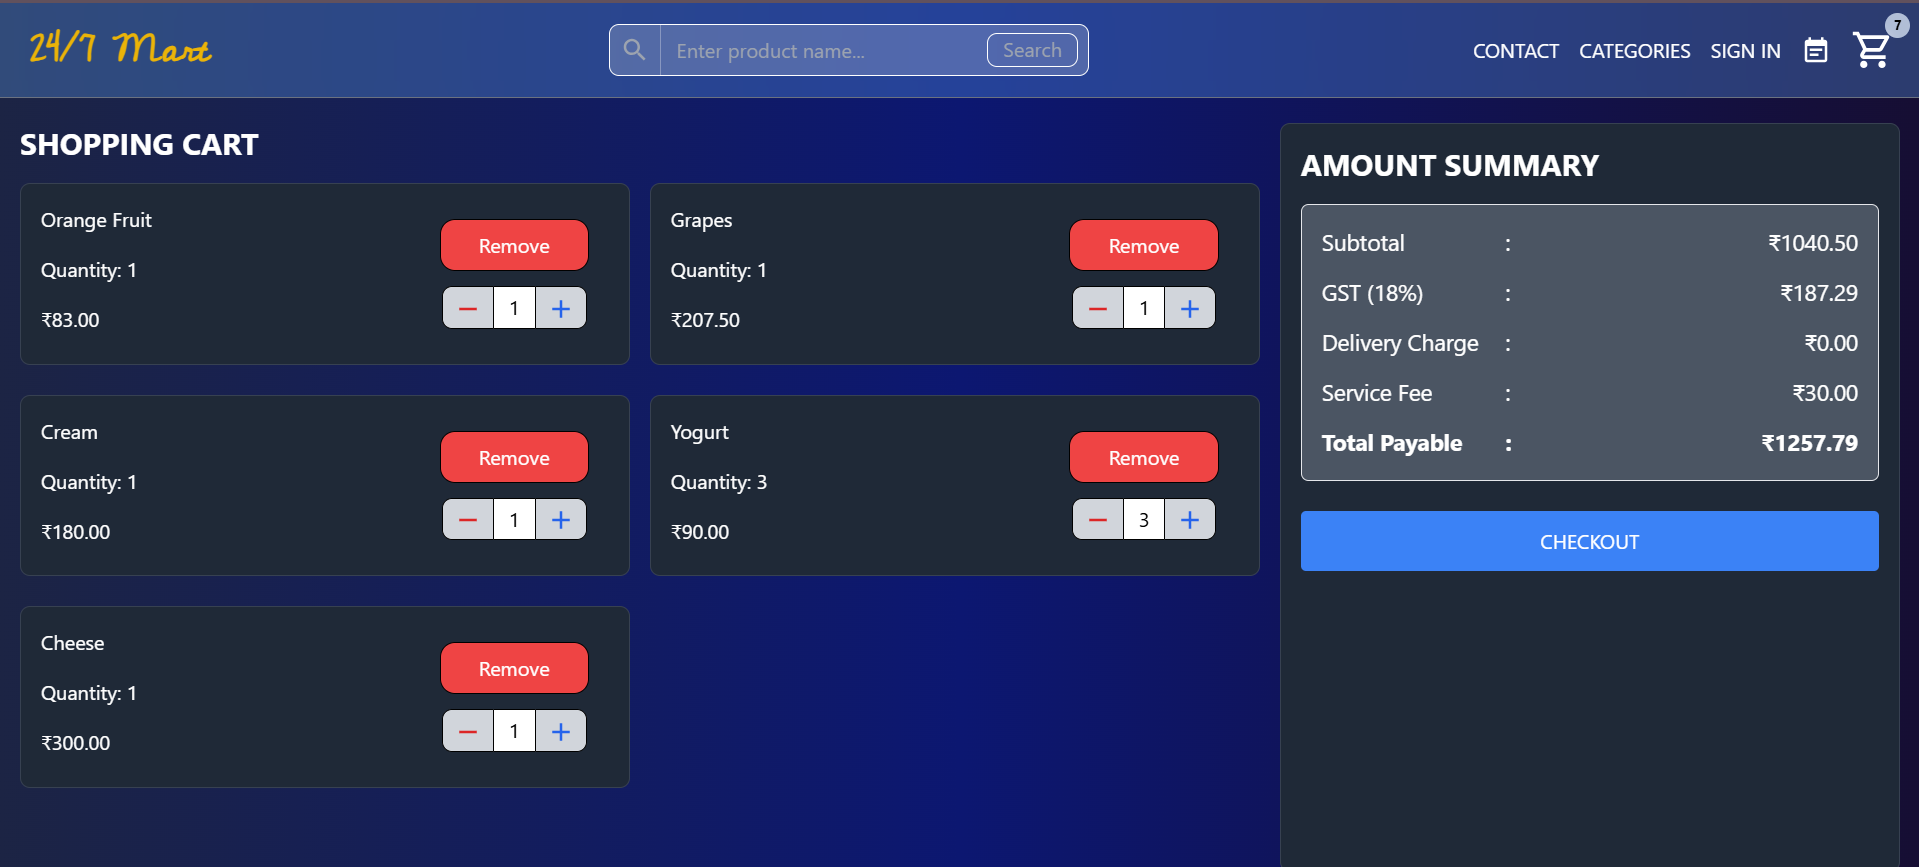 24/7 Mart
Enter product name...
Search
CONTACT
CATEGORIES
SIGN IN
7
SHOPPING CART
Orange Fruit
Quantity: 1
₹83.00
Remove
1
Grapes
Quantity: 1
₹207.50
Remove
1
Cream
Quantity: 1
₹180.00
Remove
1
Yogurt
Quantity: 3
₹90.00
Remove
3
Cheese
Quantity: 1
₹300.00
Remove
1
AMOUNT SUMMARY
Subtotal : ₹1040.50
GST (18%) : ₹187.29
Delivery Charge : ₹0.00
Service Fee : ₹30.00
Total Payable : ₹1257.79
CHECKOUT